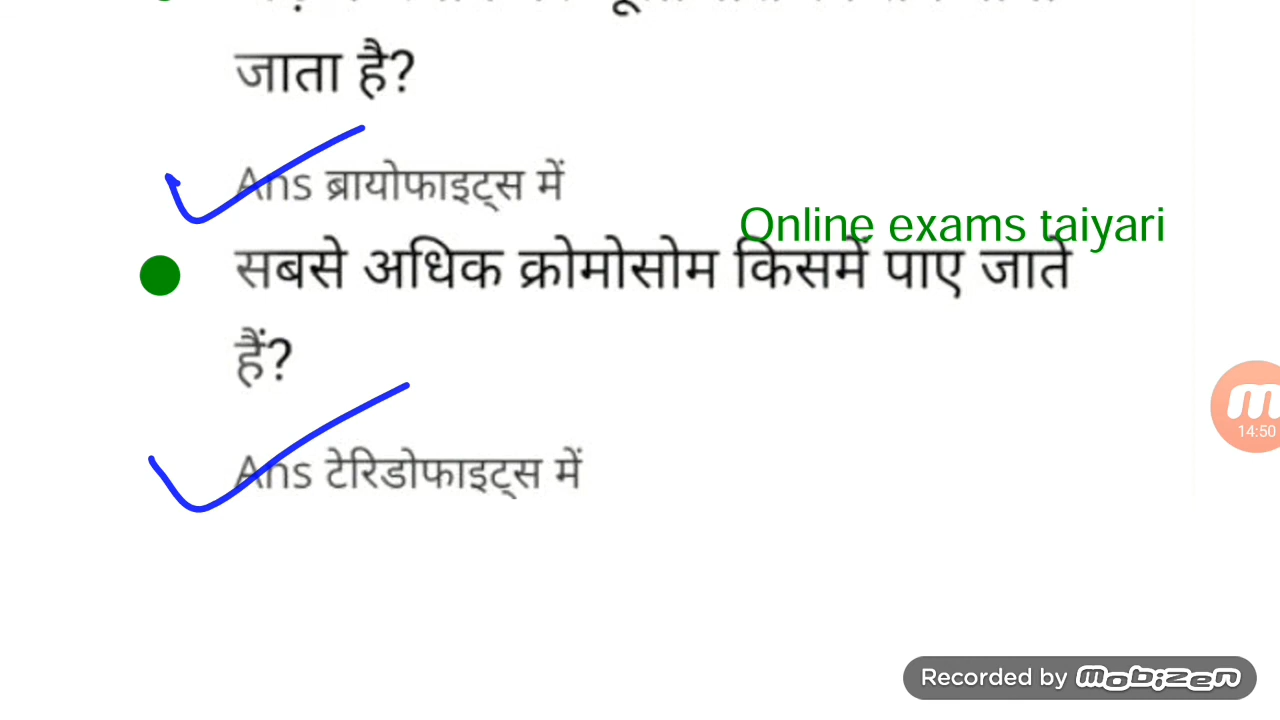 जाता है?
Ans ब्रायोफाइट्स में
Online exams taiyari
सबसे अधिक क्रोमोसोम किसमें पाए जाते
हैं?
Ans टेरिडोफाइट्स में
14:50
Recorded by mobizen